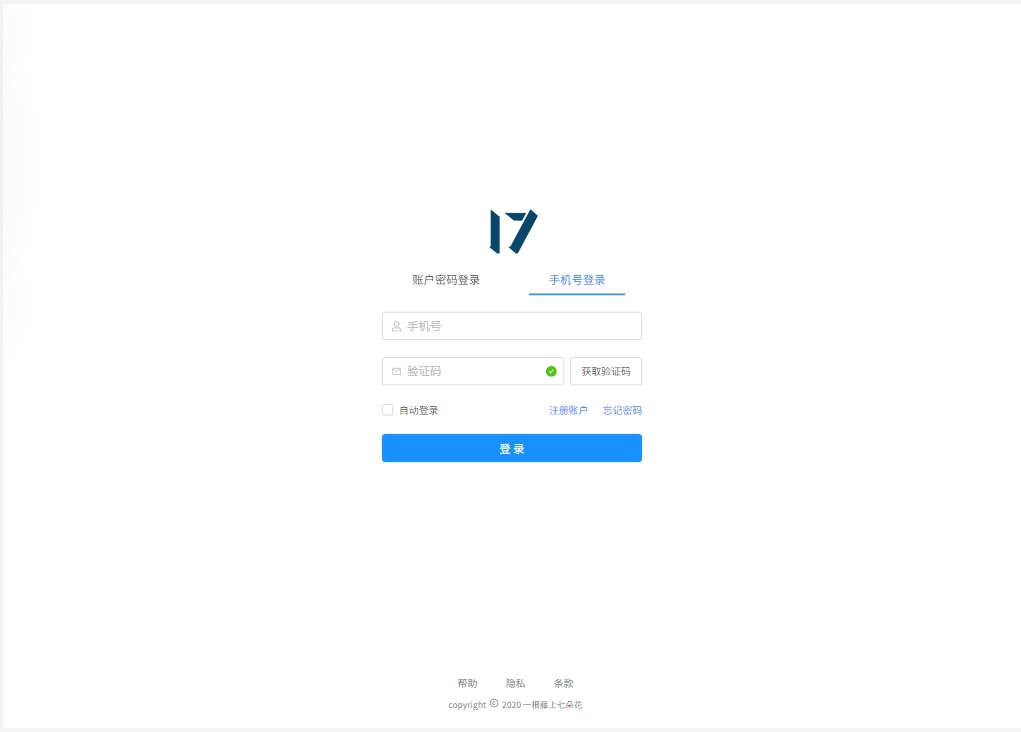 17
账户密码登录 手机号登录
手机号
验证码 获取验证码
自动登录 注册账户 忘记密码
登 录
帮助 隐私 条款
copyright © 2020 一根藤上七朵花